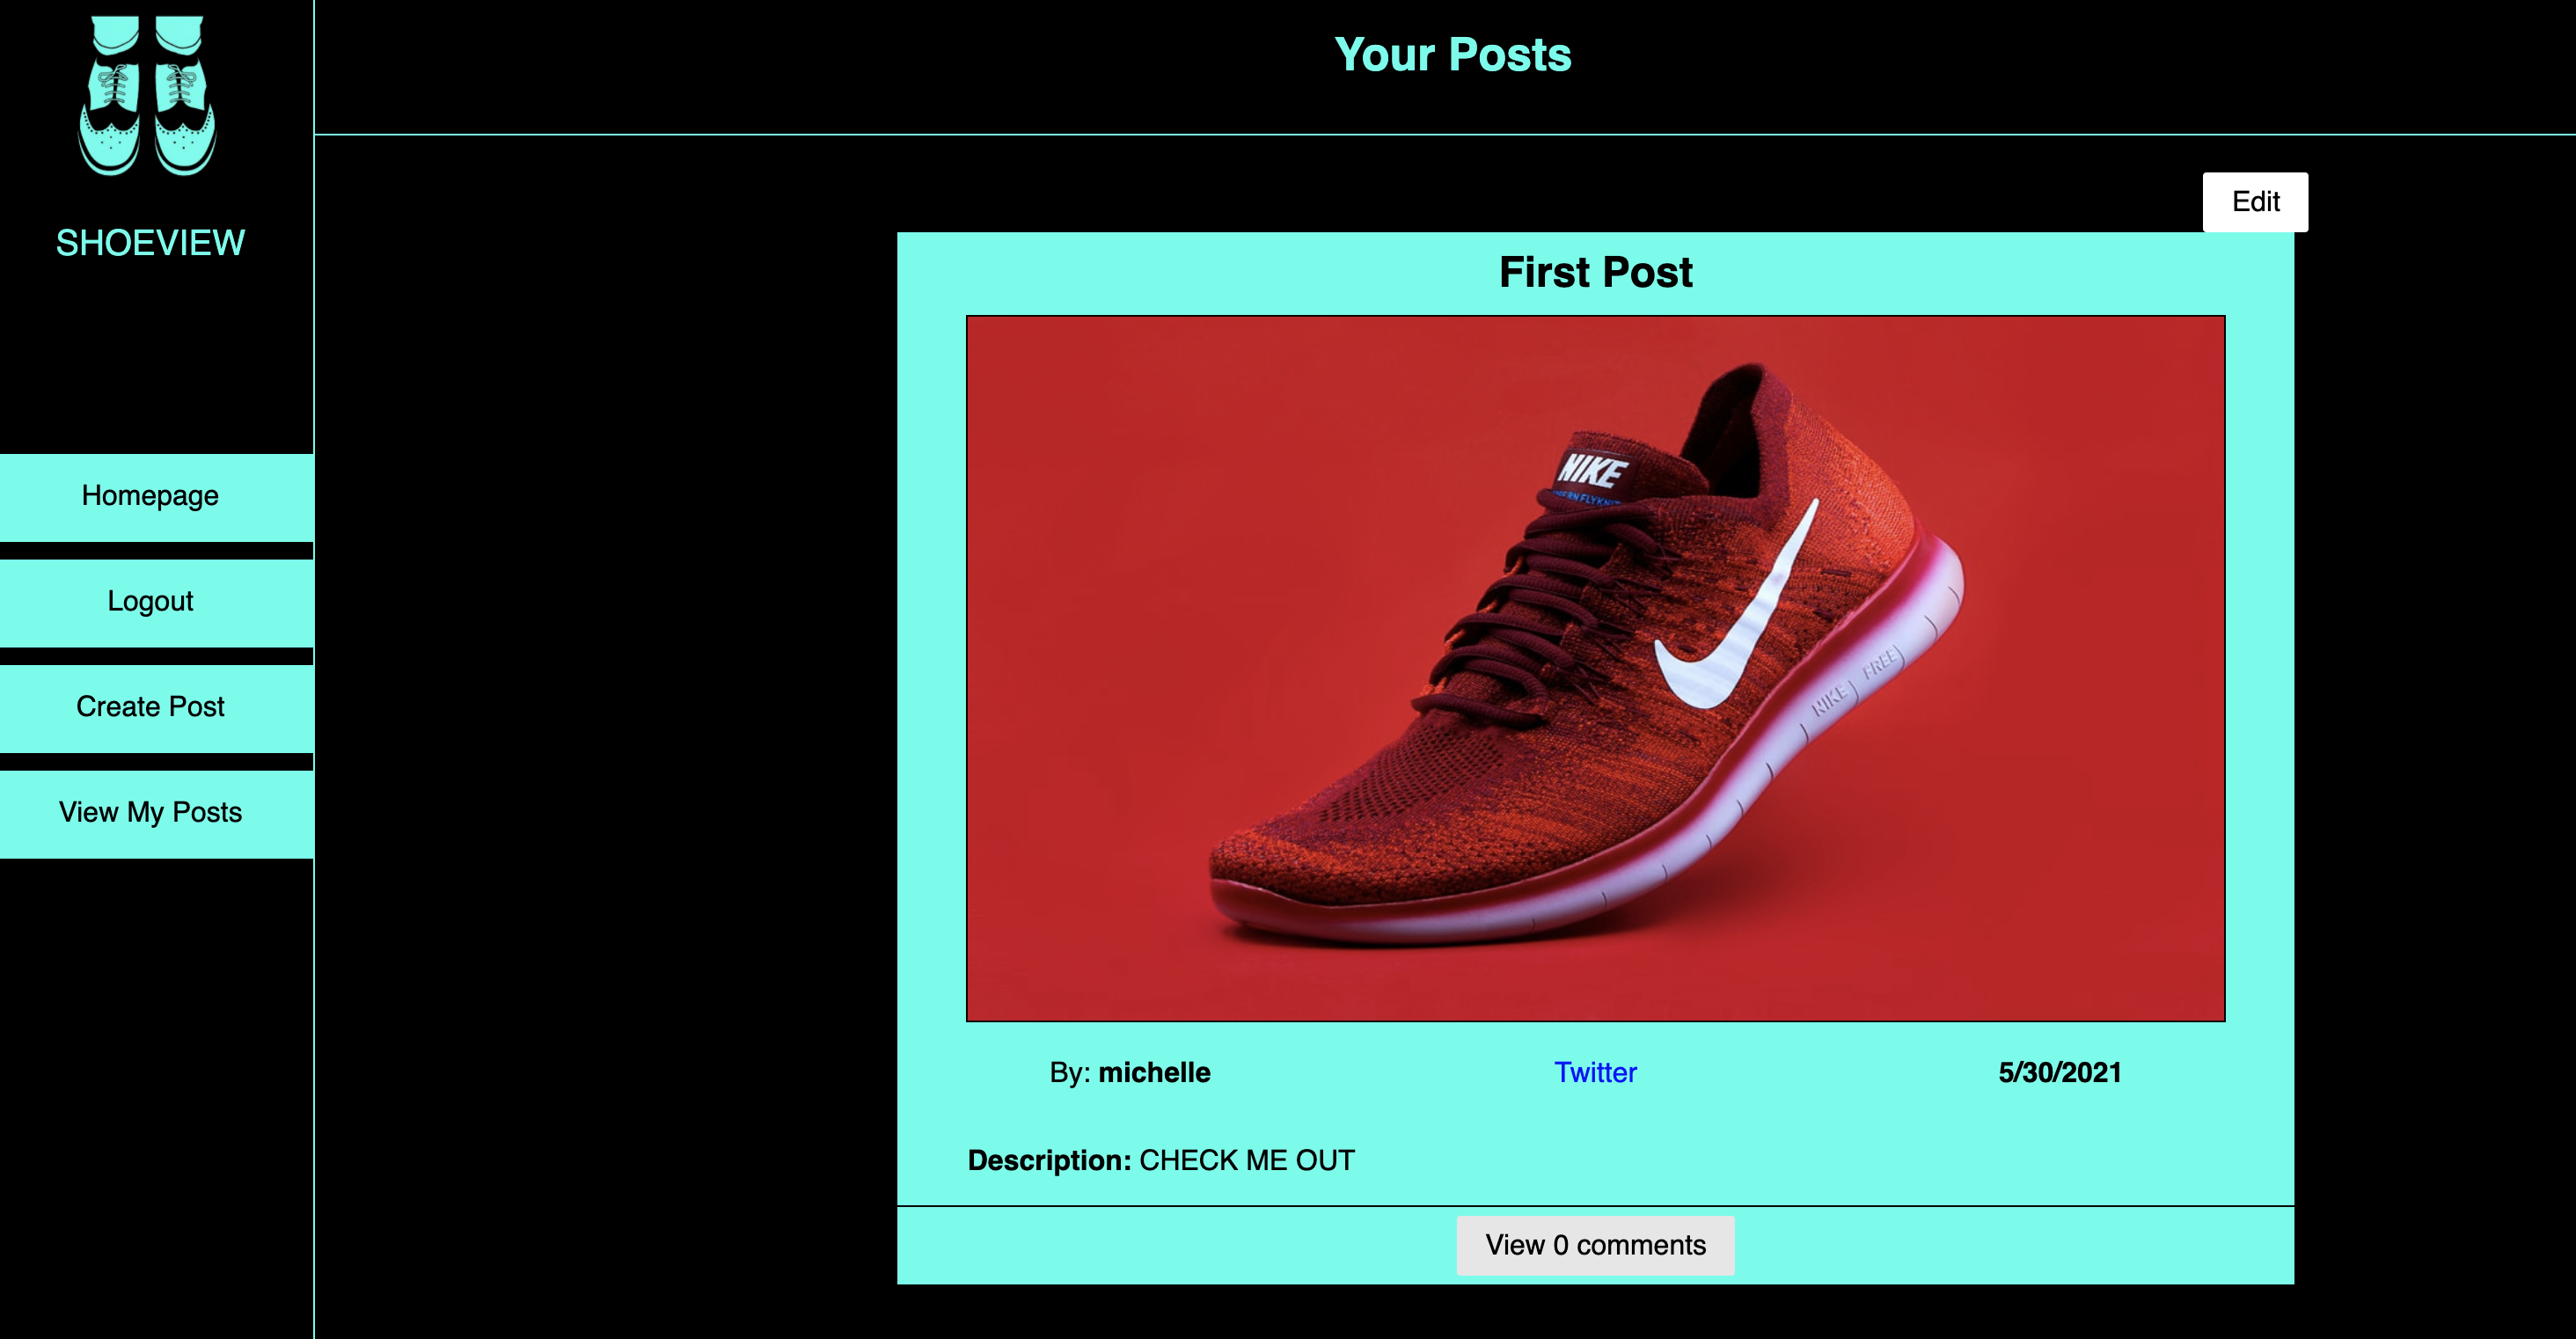 SHOEVIEW
Homepage
Logout
Create Post
View My Posts
Your Posts
Edit
First Post
NIKE
NIKE FREE
By: michelle
Twitter
5/30/2021
Description: CHECK ME OUT
View 0 comments